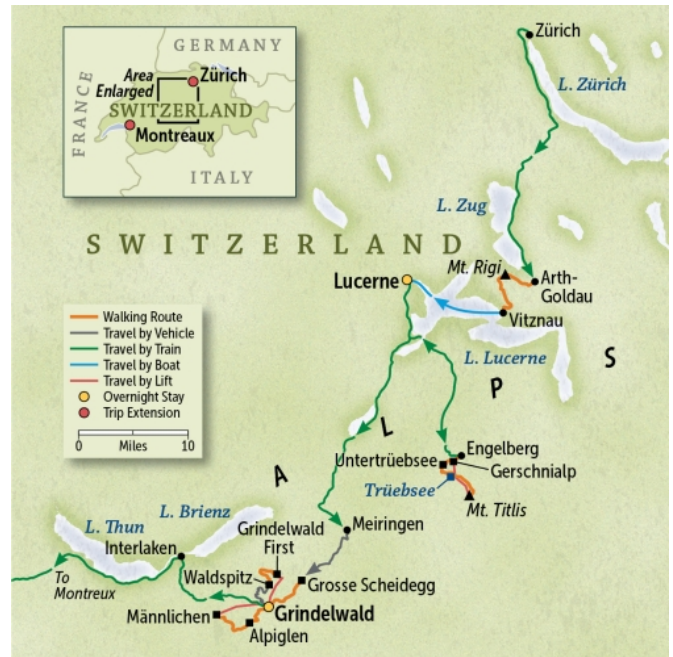 GERMANY
Area
Enlarged
Zürich
FRANCE
SWITZERLAND
Montreaux
ITALY
Zürich
L. Zürich
L. Zug
SWITZERLAND
Mt. Rigi
Arth-
Goldau
Lucerne
Vitznau
L. Lucerne
Walking Route
Travel by Vehicle
Travel by Train
Travel by Boat
Travel by Lift
Overnight Stay
Trip Extension
0 Miles 10
A L P S
Engelberg
Untertrüebsee
Gerschnialp
Trüebsee
Mt. Titlis
L. Thun
L. Brienz
Interlaken
Grindelwald
First
Meiringen
Waldspitz
Grosse Scheidegg
To
Montreux
Männlichen
Grindelwald
Alpiglen